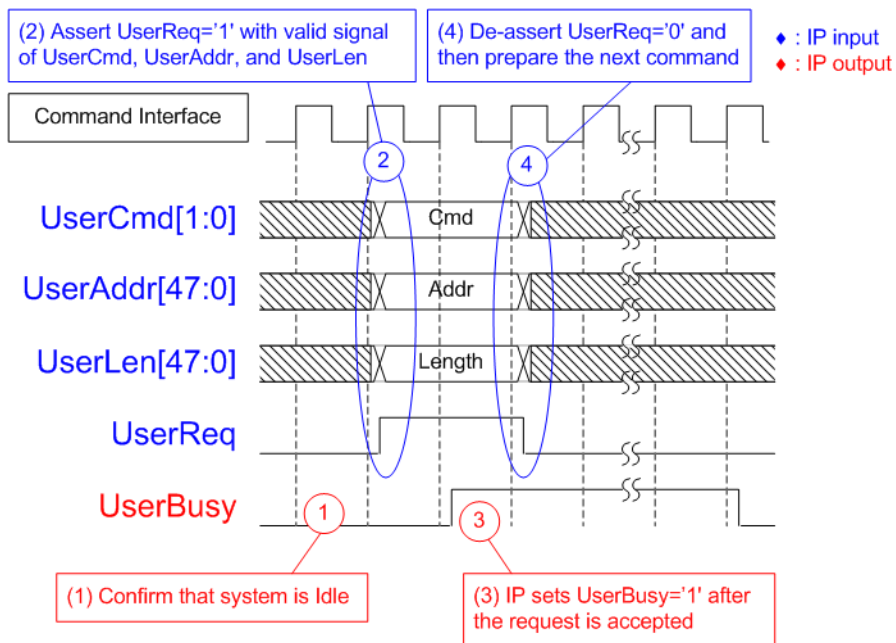 (2) Assert UserReq='1' with valid signal
of UserCmd, UserAddr, and UserLen
(4) De-assert UserReq='0' and
then prepare the next command
♦ : IP input
♦ : IP output
Command Interface
2
4
UserCmd[1:0]
Cmd
UserAddr[47:0]
Addr
UserLen[47:0]
Length
UserReq
UserBusy
1
3
(1) Confirm that system is Idle
(3) IP sets UserBusy='1' after
the request is accepted